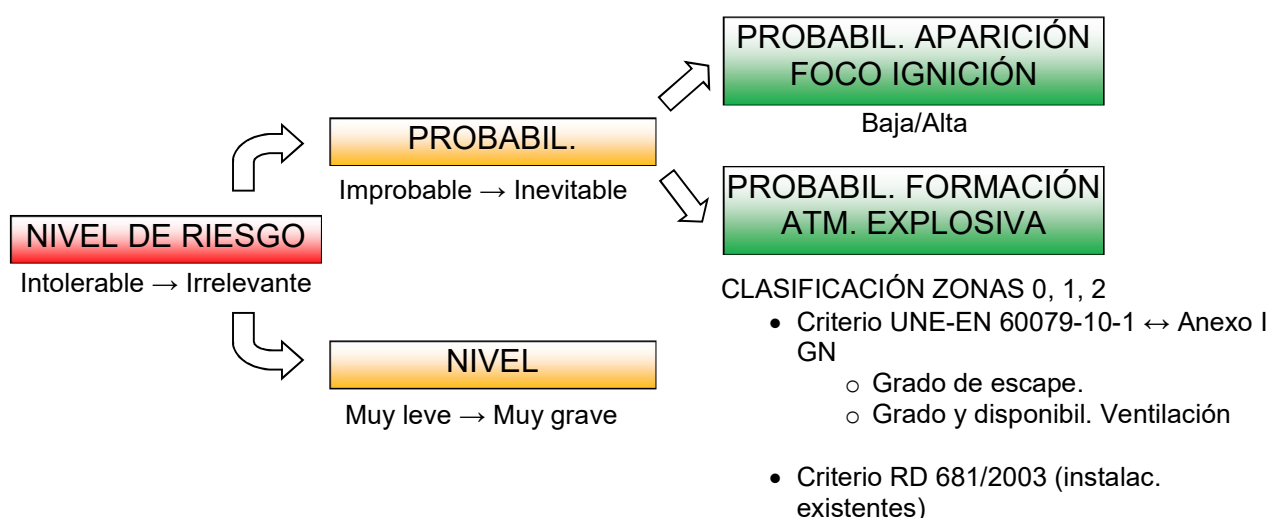 NIVEL DE RIESGO
Intolerable → Irrelevante
PROBABIL.
Improbable → Inevitable
NIVEL
Muy leve → Muy grave
PROBABIL. APARICIÓN
FOCO IGNICIÓN
Baja/Alta
PROBABIL. FORMACIÓN
ATM. EXPLOSIVA
CLASIFICACIÓN ZONAS 0, 1, 2
• Criterio UNE-EN 60079-10-1 ↔ Anexo I
GN
○ Grado de escape.
○ Grado y disponibil. Ventilación
• Criterio RD 681/2003 (instalac.
existentes)